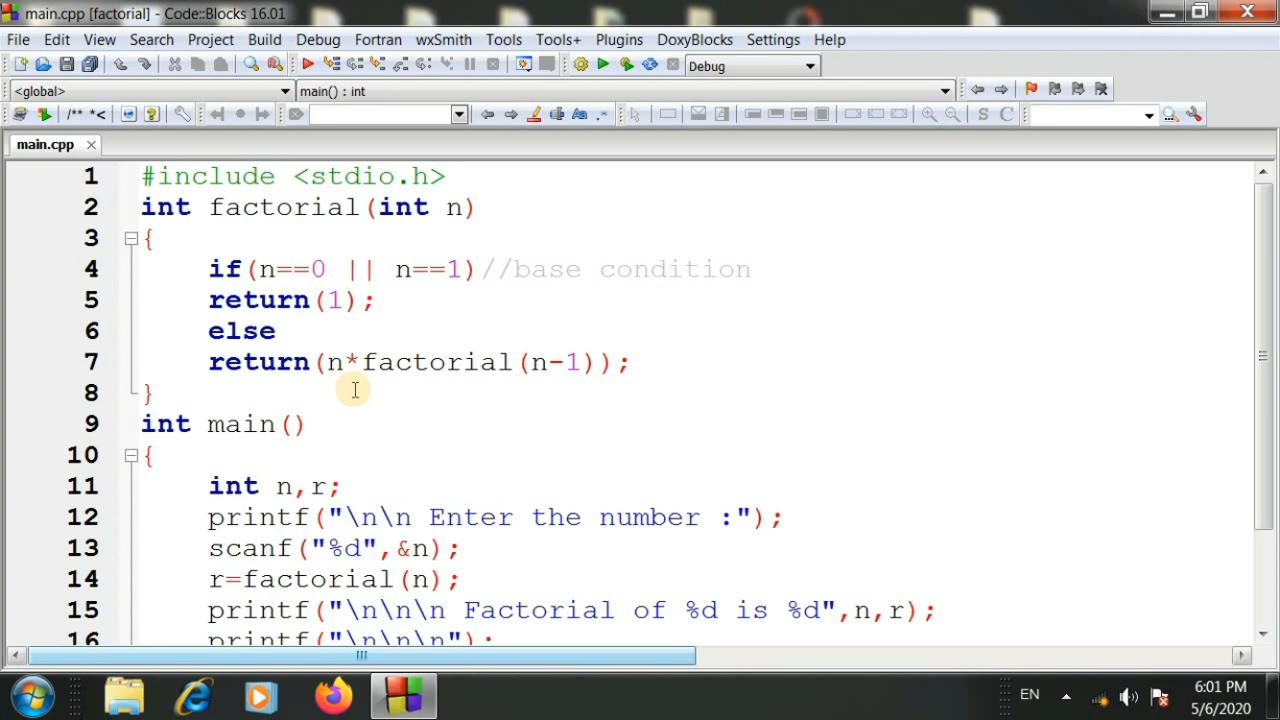 main.cpp [factorial] - Code::Blocks 16.01
File Edit View Search Project Build Debug Fortran wxSmith Tools Tools+ Plugins DoxyBlocks Settings Help
Debug
<global> main() : int
/** *< .* S C
main.cpp
1 #include <stdio.h>
2 int factorial(int n)
3 {
4 if(n==0 || n==1)//base condition
5 return(1);
6 else
7 return(n*factorial(n-1));
8 }
9 int main()
10 {
11 int n,r;
12 printf("\n\n Enter the number :");
13 scanf("%d",&n);
14 r=factorial(n);
15 printf("\n\n\n Factorial of %d is %d",n,r);
16 printf("\n\n\n");
EN 6:01 PM
5/6/2020